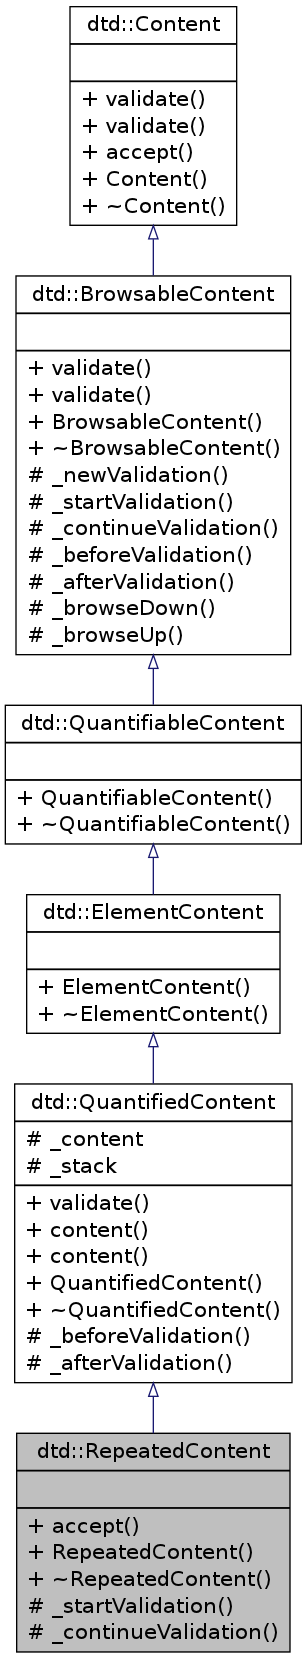 dtd::Content
+ validate()
+ validate()
+ accept()
+ Content()
+ ~Content()
dtd::BrowsableContent
+ validate()
+ validate()
+ BrowsableContent()
+ ~BrowsableContent()
# _newValidation()
# _startValidation()
# _continueValidation()
# _beforeValidation()
# _afterValidation()
# _browseDown()
# _browseUp()
dtd::QuantifiableContent
+ QuantifiableContent()
+ ~QuantifiableContent()
dtd::ElementContent
+ ElementContent()
+ ~ElementContent()
dtd::QuantifiedContent
# _content
# _stack
+ validate()
+ content()
+ content()
+ QuantifiedContent()
+ ~QuantifiedContent()
# _beforeValidation()
# _afterValidation()
dtd::RepeatedContent
+ accept()
+ RepeatedContent()
+ ~RepeatedContent()
# _startValidation()
# _continueValidation()